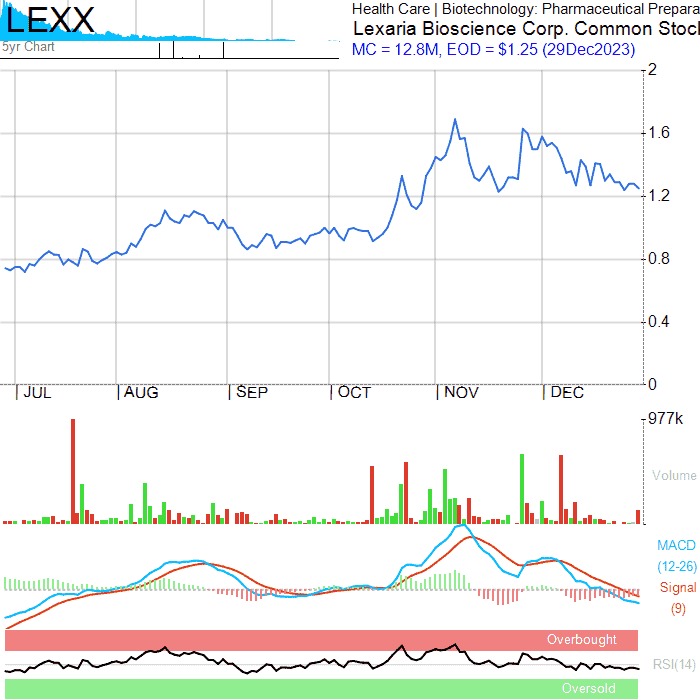 LEXX
5yr Chart
Health Care | Biotechnology: Pharmaceutical Prepara
Lexaria Bioscience Corp. Common Stock
MC = 12.8M, EOD = $1.25 (29Dec2023)
2
1.6
1.2
0.8
0.4
0
JUL AUG SEP OCT NOV DEC
977k
Volume
MACD
(12-26)
Signal
(9)
Overbought
RSI(14)
Oversold